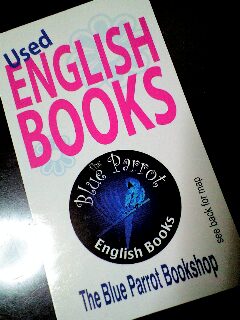 Used
ENGLISH
BOOKS
The
Blue Parrot
English Books
see back for map
The Blue Parrot Bookshop